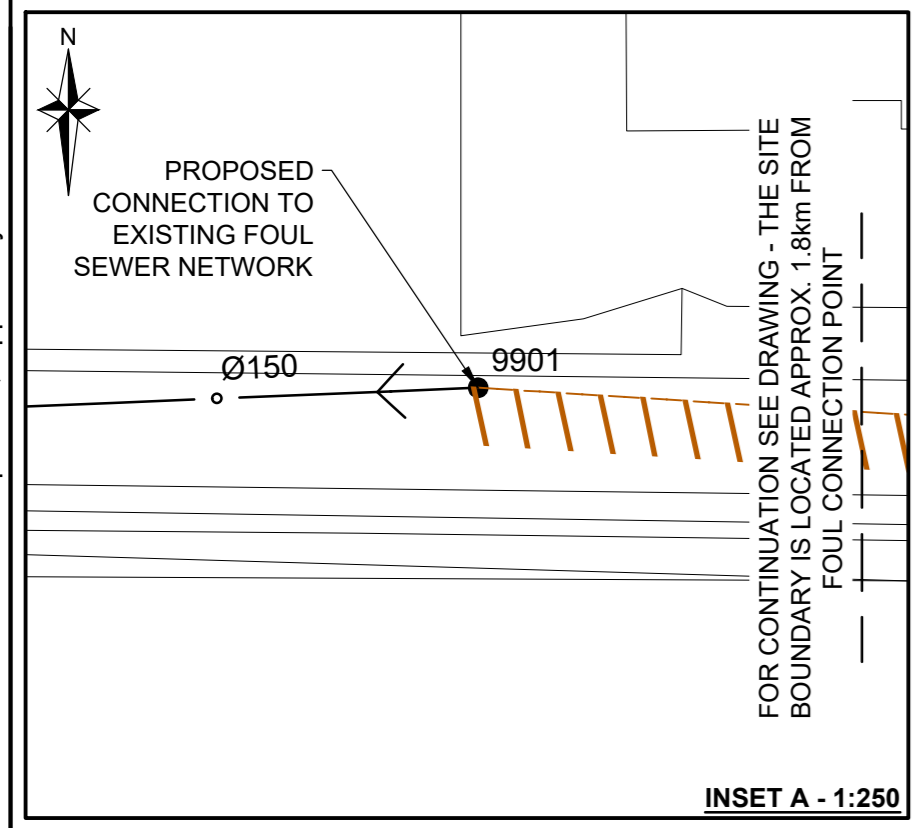 N
PROPOSED
CONNECTION TO
EXISTING FOUL
SEWER NETWORK
Ø150
9901
FOR CONTINUATION SEE DRAWING - THE SITE
BOUNDARY IS LOCATED APPROX. 1.8km FROM
FOUL CONNECTION POINT
INSET A - 1:250